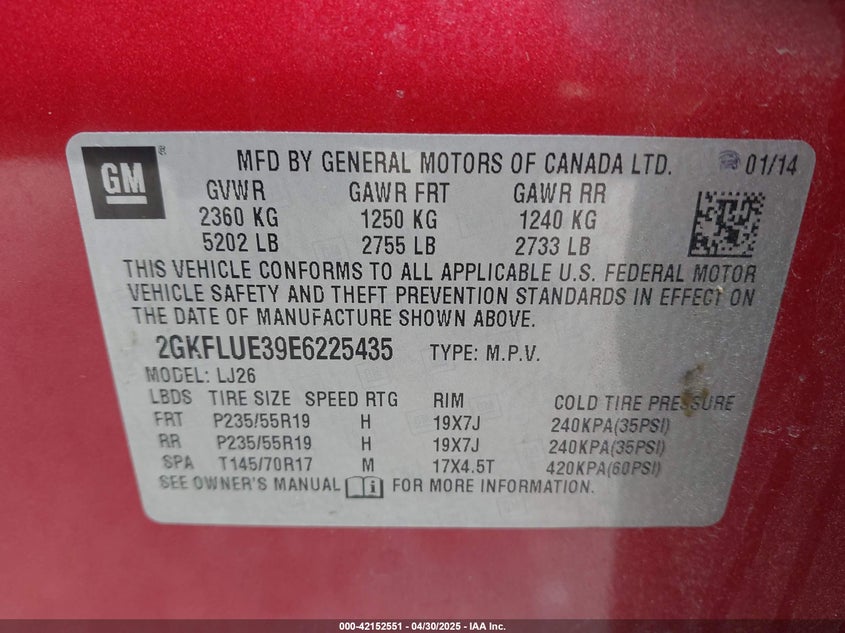 GM ® MFD BY GENERAL MOTORS OF CANADA LTD. 01/14
GVWR GAWR FRT GAWR RR
2360 KG 1250 KG 1240 KG
5202 LB 2755 LB 2733 LB
THIS VEHICLE CONFORMS TO ALL APPLICABLE U.S. FEDERAL MOTOR
VEHICLE SAFETY AND THEFT PREVENTION STANDARDS IN EFFECT ON
THE DATE OF MANUFACTURE SHOWN ABOVE.
2GKFLUE39E6225435 TYPE: M.P.V.
MODEL: LJ26
LBDS TIRE SIZE SPEED RTG RIM COLD TIRE PRESSURE
FRT P235/55R19 H 19X7J 240KPA(35PSI)
RR P235/55R19 H 19X7J 240KPA(35PSI)
SPA T145/70R17 M 17X4.5T 420KPA(60PSI)
SEE OWNER'S MANUAL FOR MORE INFORMATION.
000-42152551 - 04/30/2025 - IAA Inc.